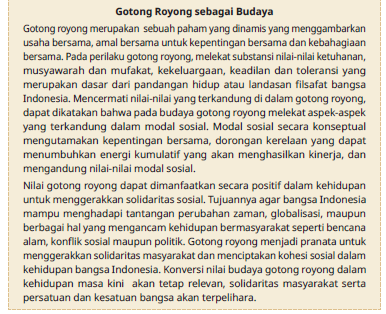 Gotong Royong sebagai Budaya
Gotong Royong merupakan sebuah paham yang dinamis yang menggambarkan
usaha bersama, amal bersama untuk kepentingan bersama dan kebahagiaan
bersama. Pada perilaku gotong royong, melekat substansi nilai-nilai ketuhanan,
musyawarah dan mufakat, kekeluargaan, keadilan dan toleransi yang
merupakan dasar dari pandangan hidup atau landasan filsafat bangsa
Indonesia. Mencermati nilai-nilai yang terkandung di dalam gotong royong,
dapat dikatakan bahwa pada budaya gotong royong melekat aspek-aspek
yang terkandung dalam modal sosial. Modal sosial secara konseptual
mengutamakan kepentingan bersama, dorongan kerelaan yang dapat
menumbuhkan energi kumulatif yang akan menghasilkan kinerja, dan
mengandung nilai-nilai modal sosial.
Nilai gotong royong dapat dimanfaatkan secara positif dalam kehidupan
untuk menggerakkan solidaritas sosial. Tujuannya agar bangsa Indonesia
mampu menghadapi tantangan perubahan zaman, globalisasi, maupun
berbagai hal yang mengancam kehidupan bermasyarakat seperti bencana
alam, konflik sosial maupun politik. Gotong royong menjadi pranata untuk
menggerakkan solidaritas masyarakat dan menciptakan kohesi sosial dalam
kehidupan bangsa Indonesia. Konversi nilai budaya gotong royong dalam
kehidupan masa kini akan tetap relevan, solidaritas masyarakat serta
persatuan dan kesatuan bangsa akan terpelihara.